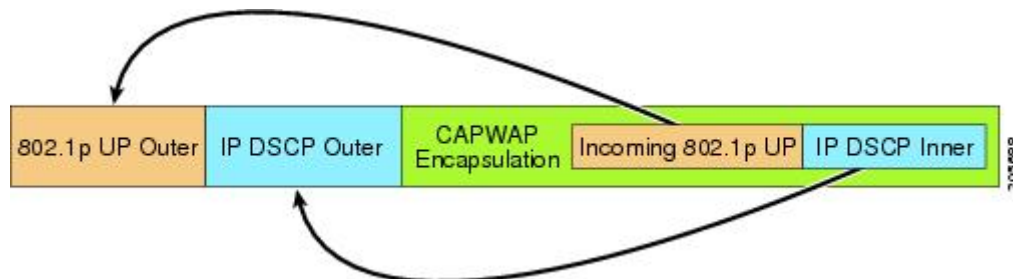 802.1p UP Outer
IP DSCP Outer
CAPWAP
Encapsulation
Incoming 802.1p UP
IP DSCP Inner